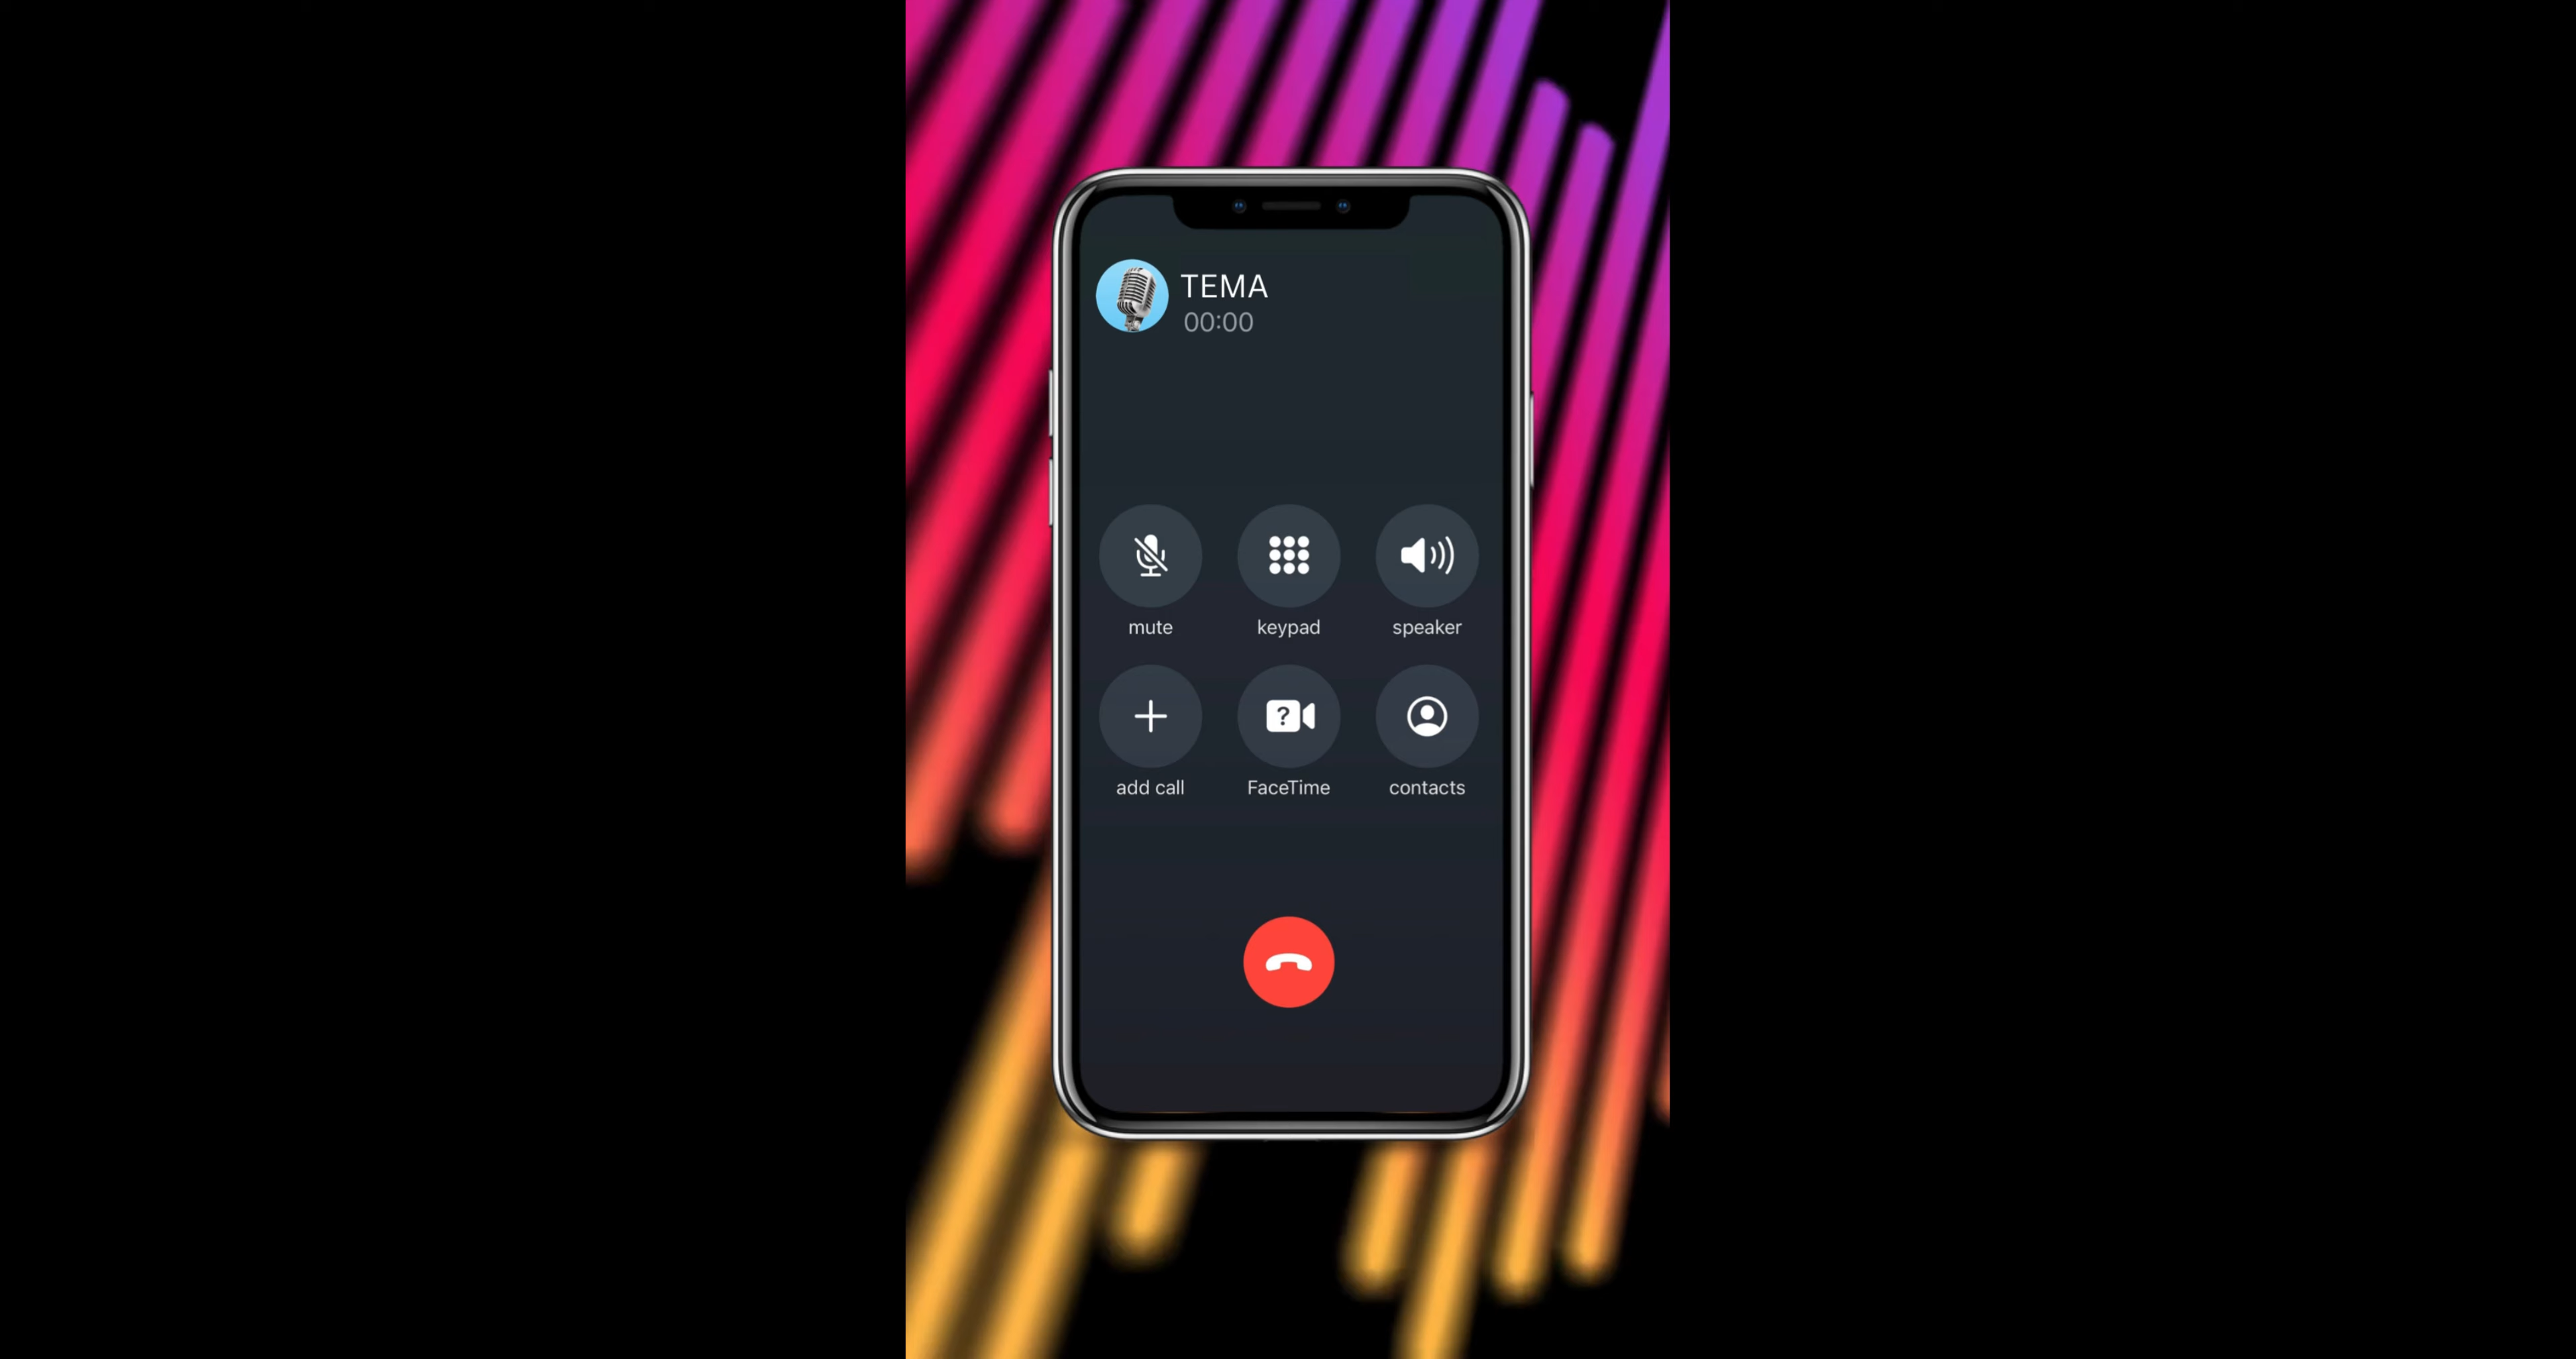 TEMA
00:00
mute
keypad
speaker
?
add call
FaceTime
contacts